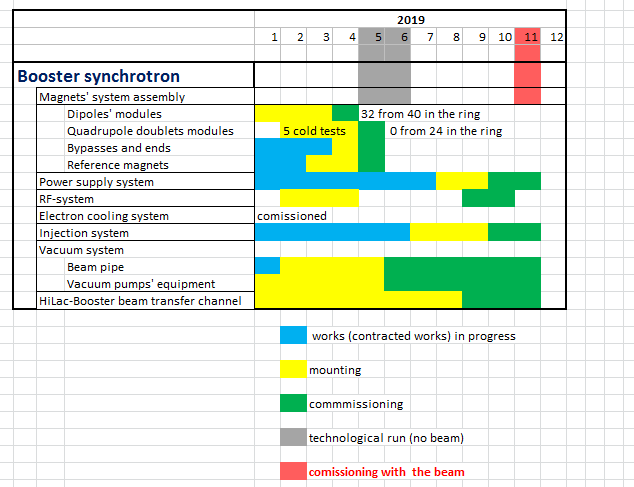 2019
1 2 3 4 5 6 7 8 9 10 11 12
Booster synchrotron
Magnets' system assembly
Dipoles' modules 32 from 40 in the ring
Quadrupole doublets modules 5 cold tests 0 from 24 in the ring
Bypasses and ends
Reference magnets
Power supply system
RF-system
Electron cooling system comissioned
Injection system
Vacuum system
Beam pipe
Vacuum pumps' equipment
HiLac-Booster beam transfer channel
works (contracted works) in progress
mounting
commmissioning
technological run (no beam)
comissioning with the beam